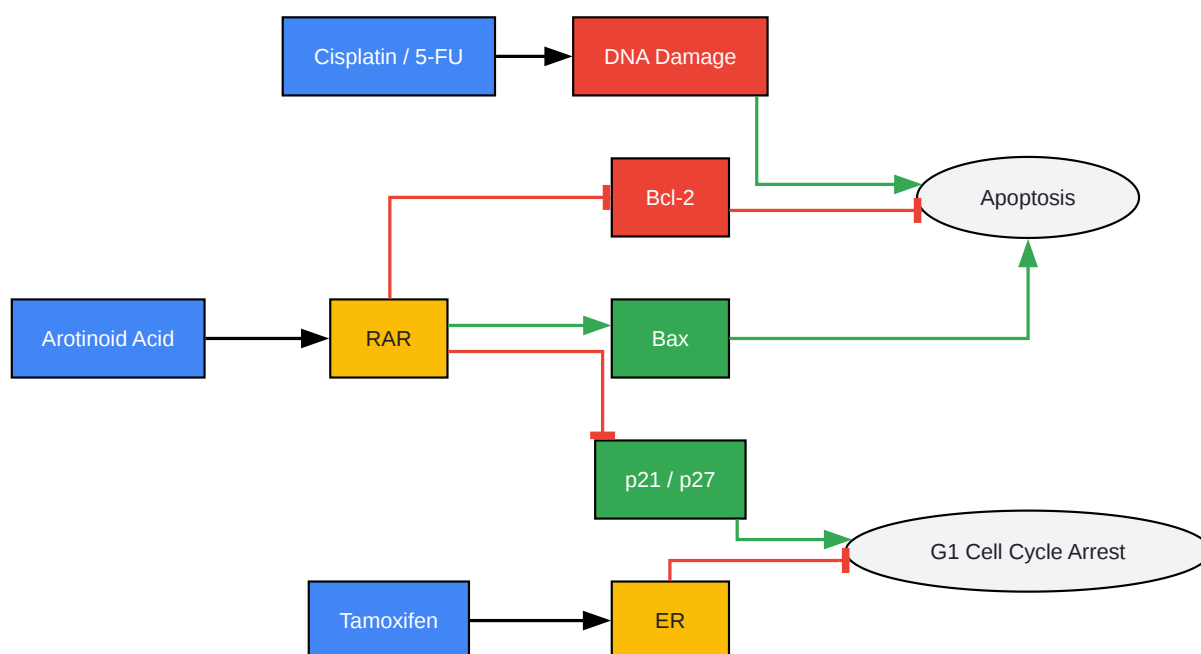 Cisplatin / 5-FU
DNA Damage
Bcl-2
Apoptosis
Arotinoid Acid
RAR
Bax
p21 / p27
G1 Cell Cycle Arrest
Tamoxifen
ER